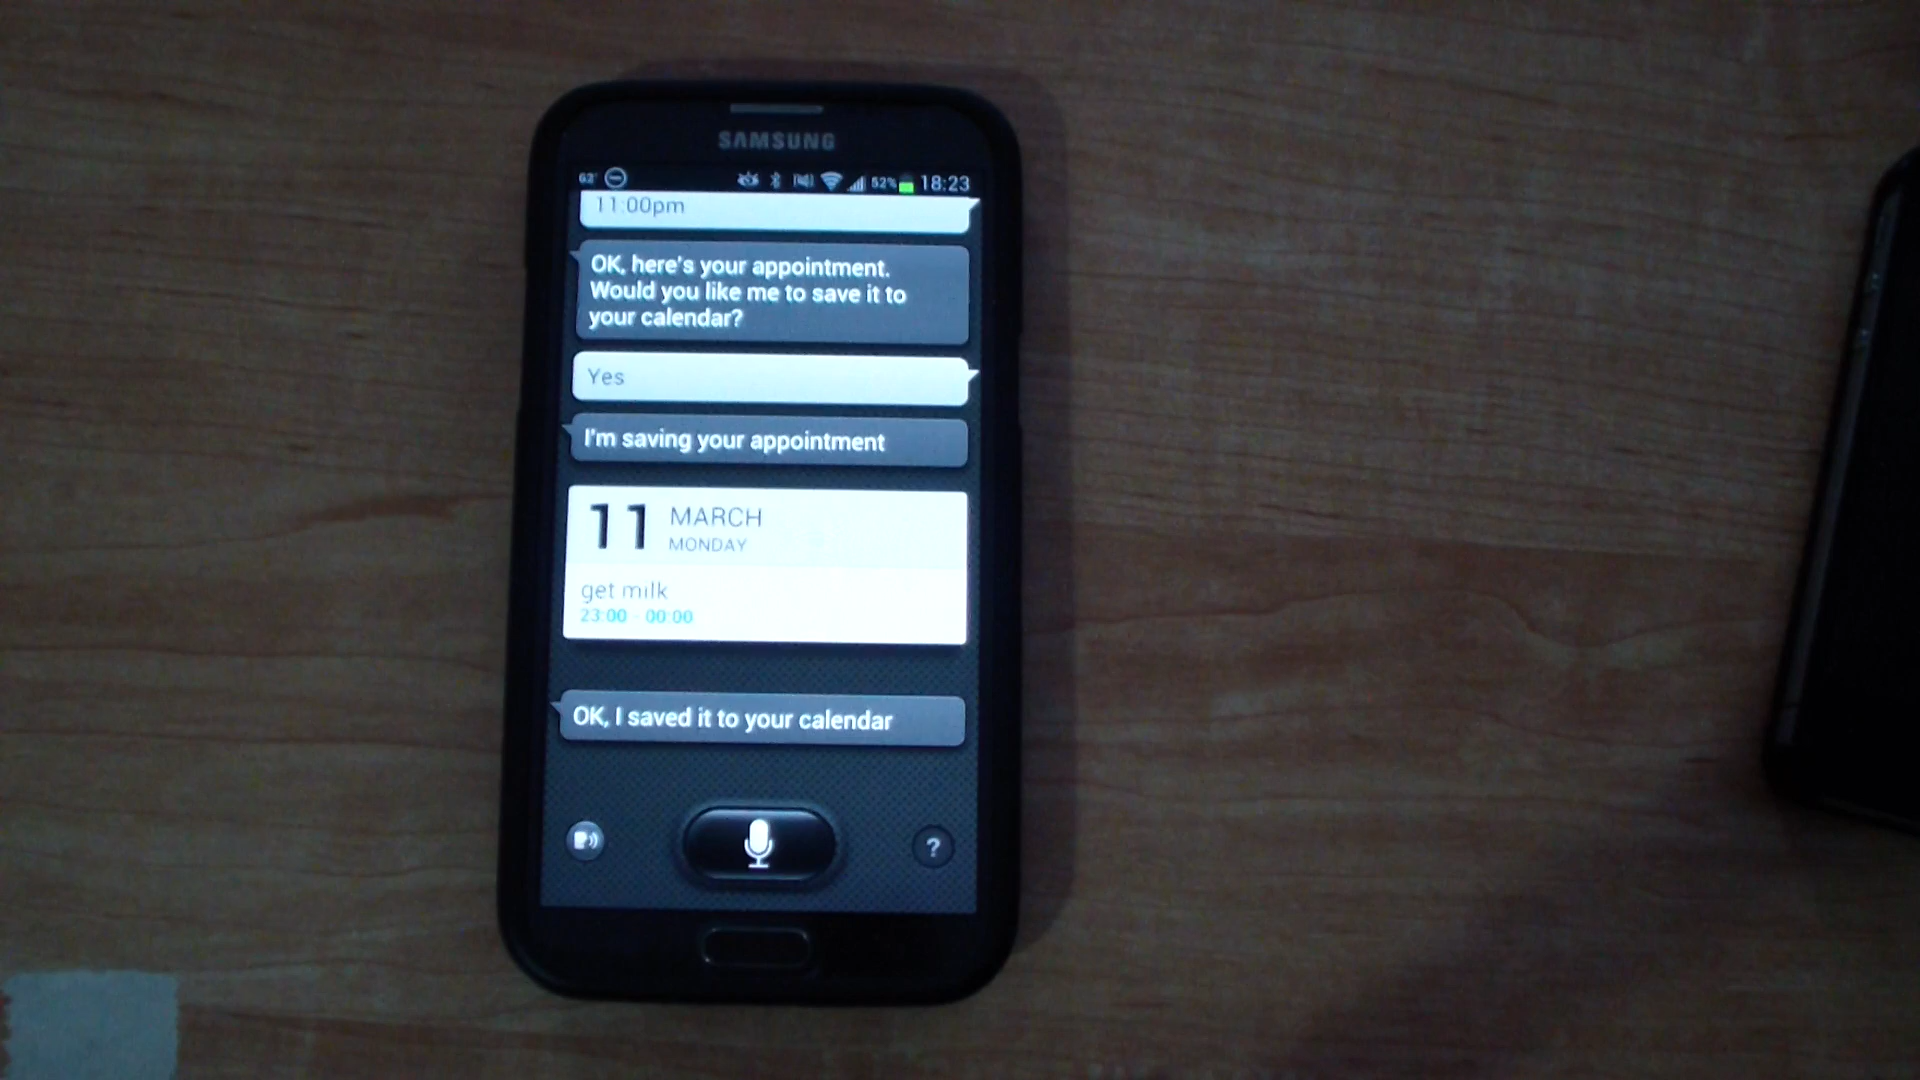 SAMSUNG
62° 52% 18:23
11:00pm
OK, here's your appointment.
Would you like me to save it to
your calendar?
Yes
I'm saving your appointment
11 MARCH
MONDAY
get milk
23:00 - 00:00
OK, I saved it to your calendar
?